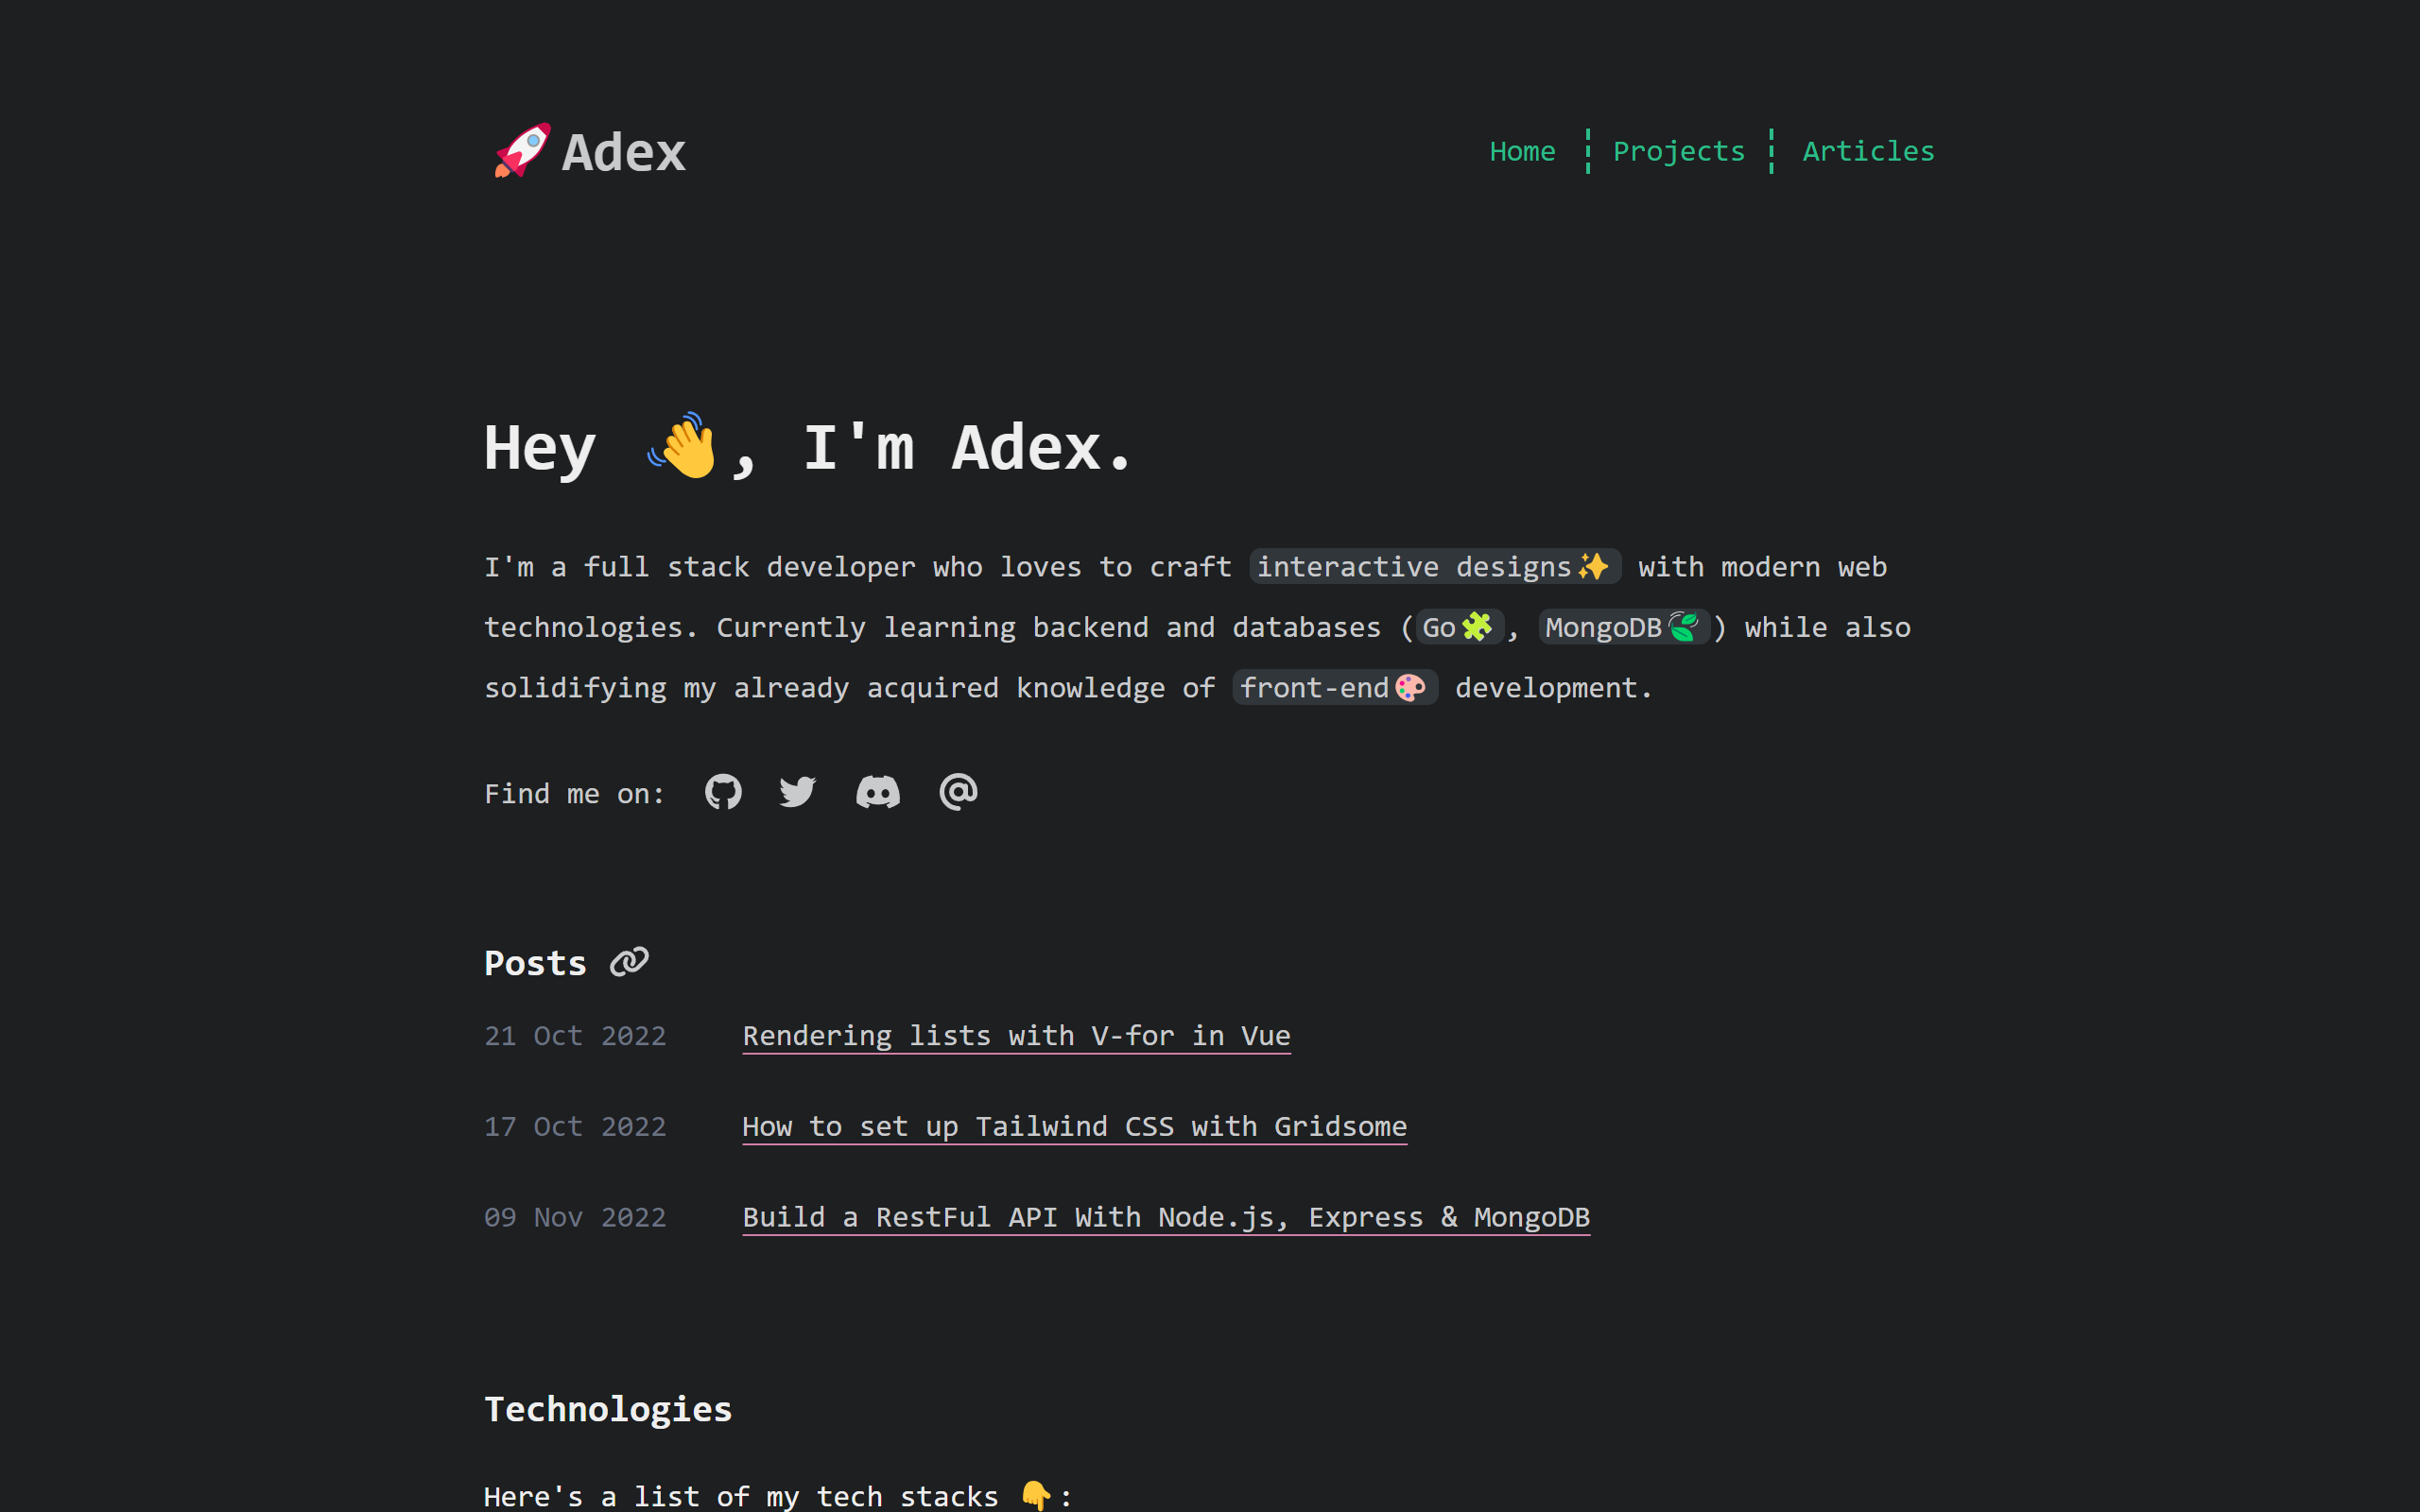 🚀Adex
Home ¦ Projects ¦ Articles
Hey 👋, I'm Adex.
I'm a full stack developer who loves to craft interactive designs✨ with modern web
technologies. Currently learning backend and databases (Go🧩, MongoDB🍃) while also
solidifying my already acquired knowledge of front-end🎨 development.
Find me on:
Posts
21 Oct 2022 Rendering lists with V-for in Vue
17 Oct 2022 How to set up Tailwind CSS with Gridsome
09 Nov 2022 Build a RestFul API With Node.js, Express & MongoDB
Technologies
Here's a list of my tech stacks 👇: